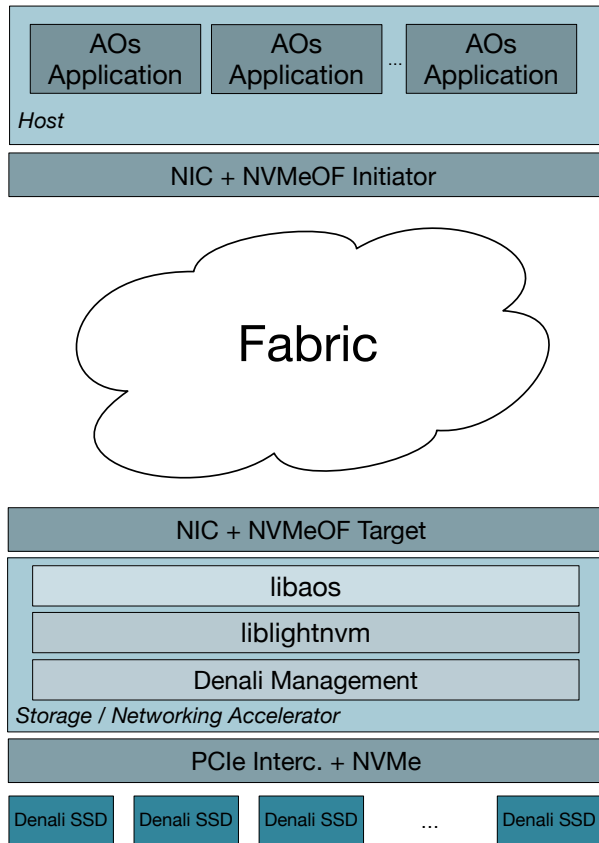 AOs AOs AOs
Application Application ... Application
Host
NIC + NVMeOF Initiator
Fabric
NIC + NVMeOF Target
libaos
liblightnvm
Denali Management
Storage / Networking Accelerator
PCIe Interc. + NVMe
Denali SSD Denali SSD Denali SSD ... Denali SSD